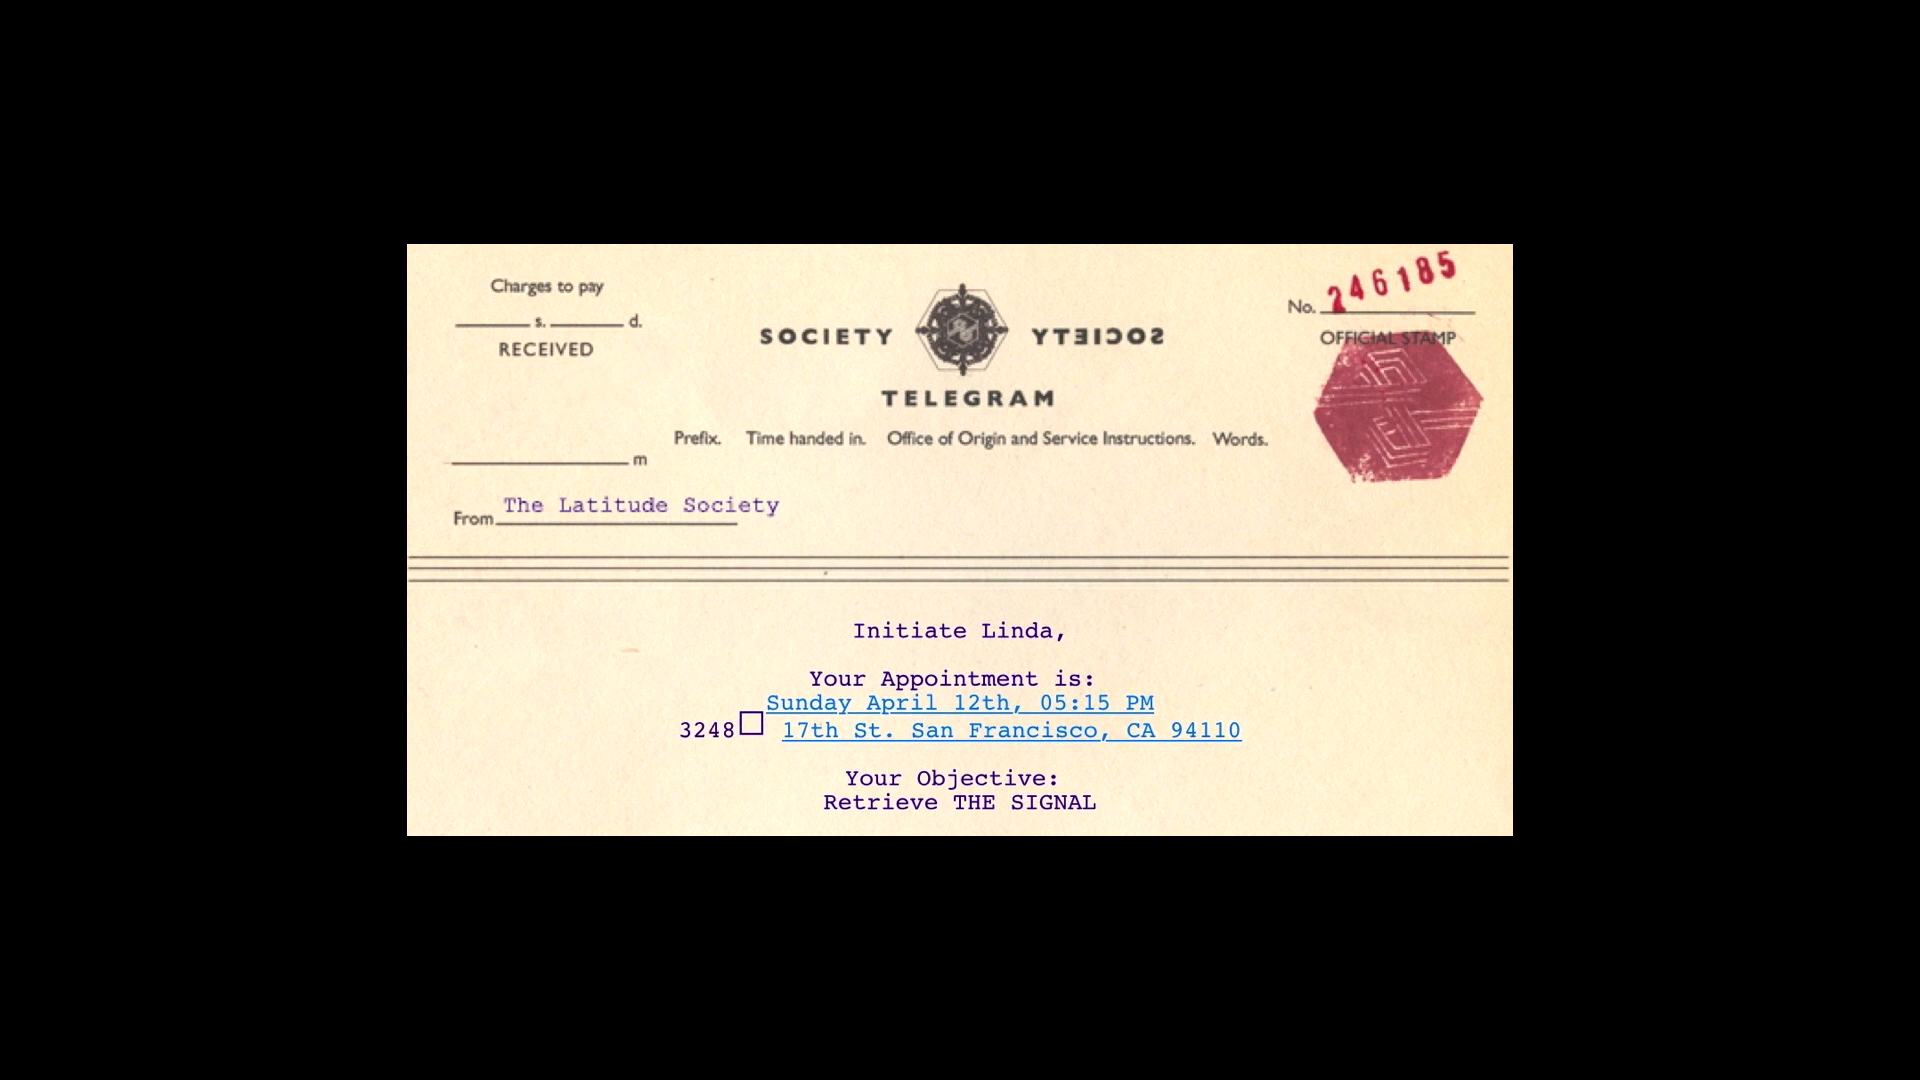 Charges to pay
s. d.
RECEIVED
No. 246185
OFFICIAL STAMP
SOCIETY YTEICOS
TELEGRAM
Prefix. Time handed in. Office of Origin and Service Instructions. Words.
m
From The Latitude Society
Initiate Linda,
Your Appointment is:
Sunday April 12th, 05:15 PM
3248 17th St. San Francisco, CA 94110
Your Objective:
Retrieve THE SIGNAL